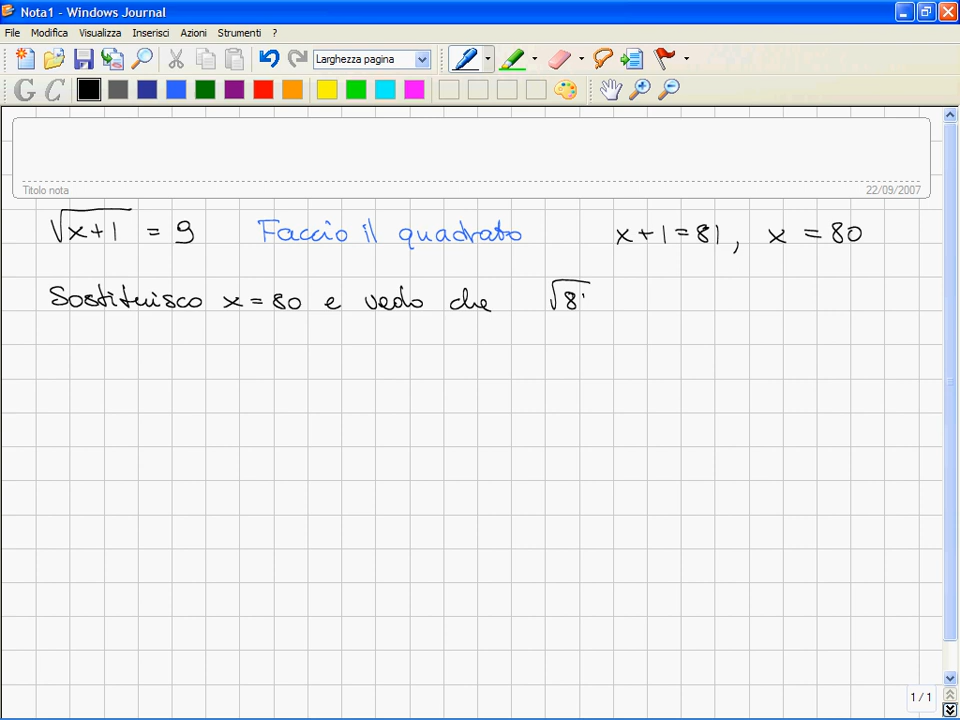 Nota1 - Windows Journal
File Modifica Visualizza Inserisci Azioni Strumenti ?
Larghezza pagina
G C
Titolo nota 22/09/2007
√x+1 = 9 Faccio il quadrato x+1=81, x = 80
Sostituisco x=80 e vedo che √8
1 / 1